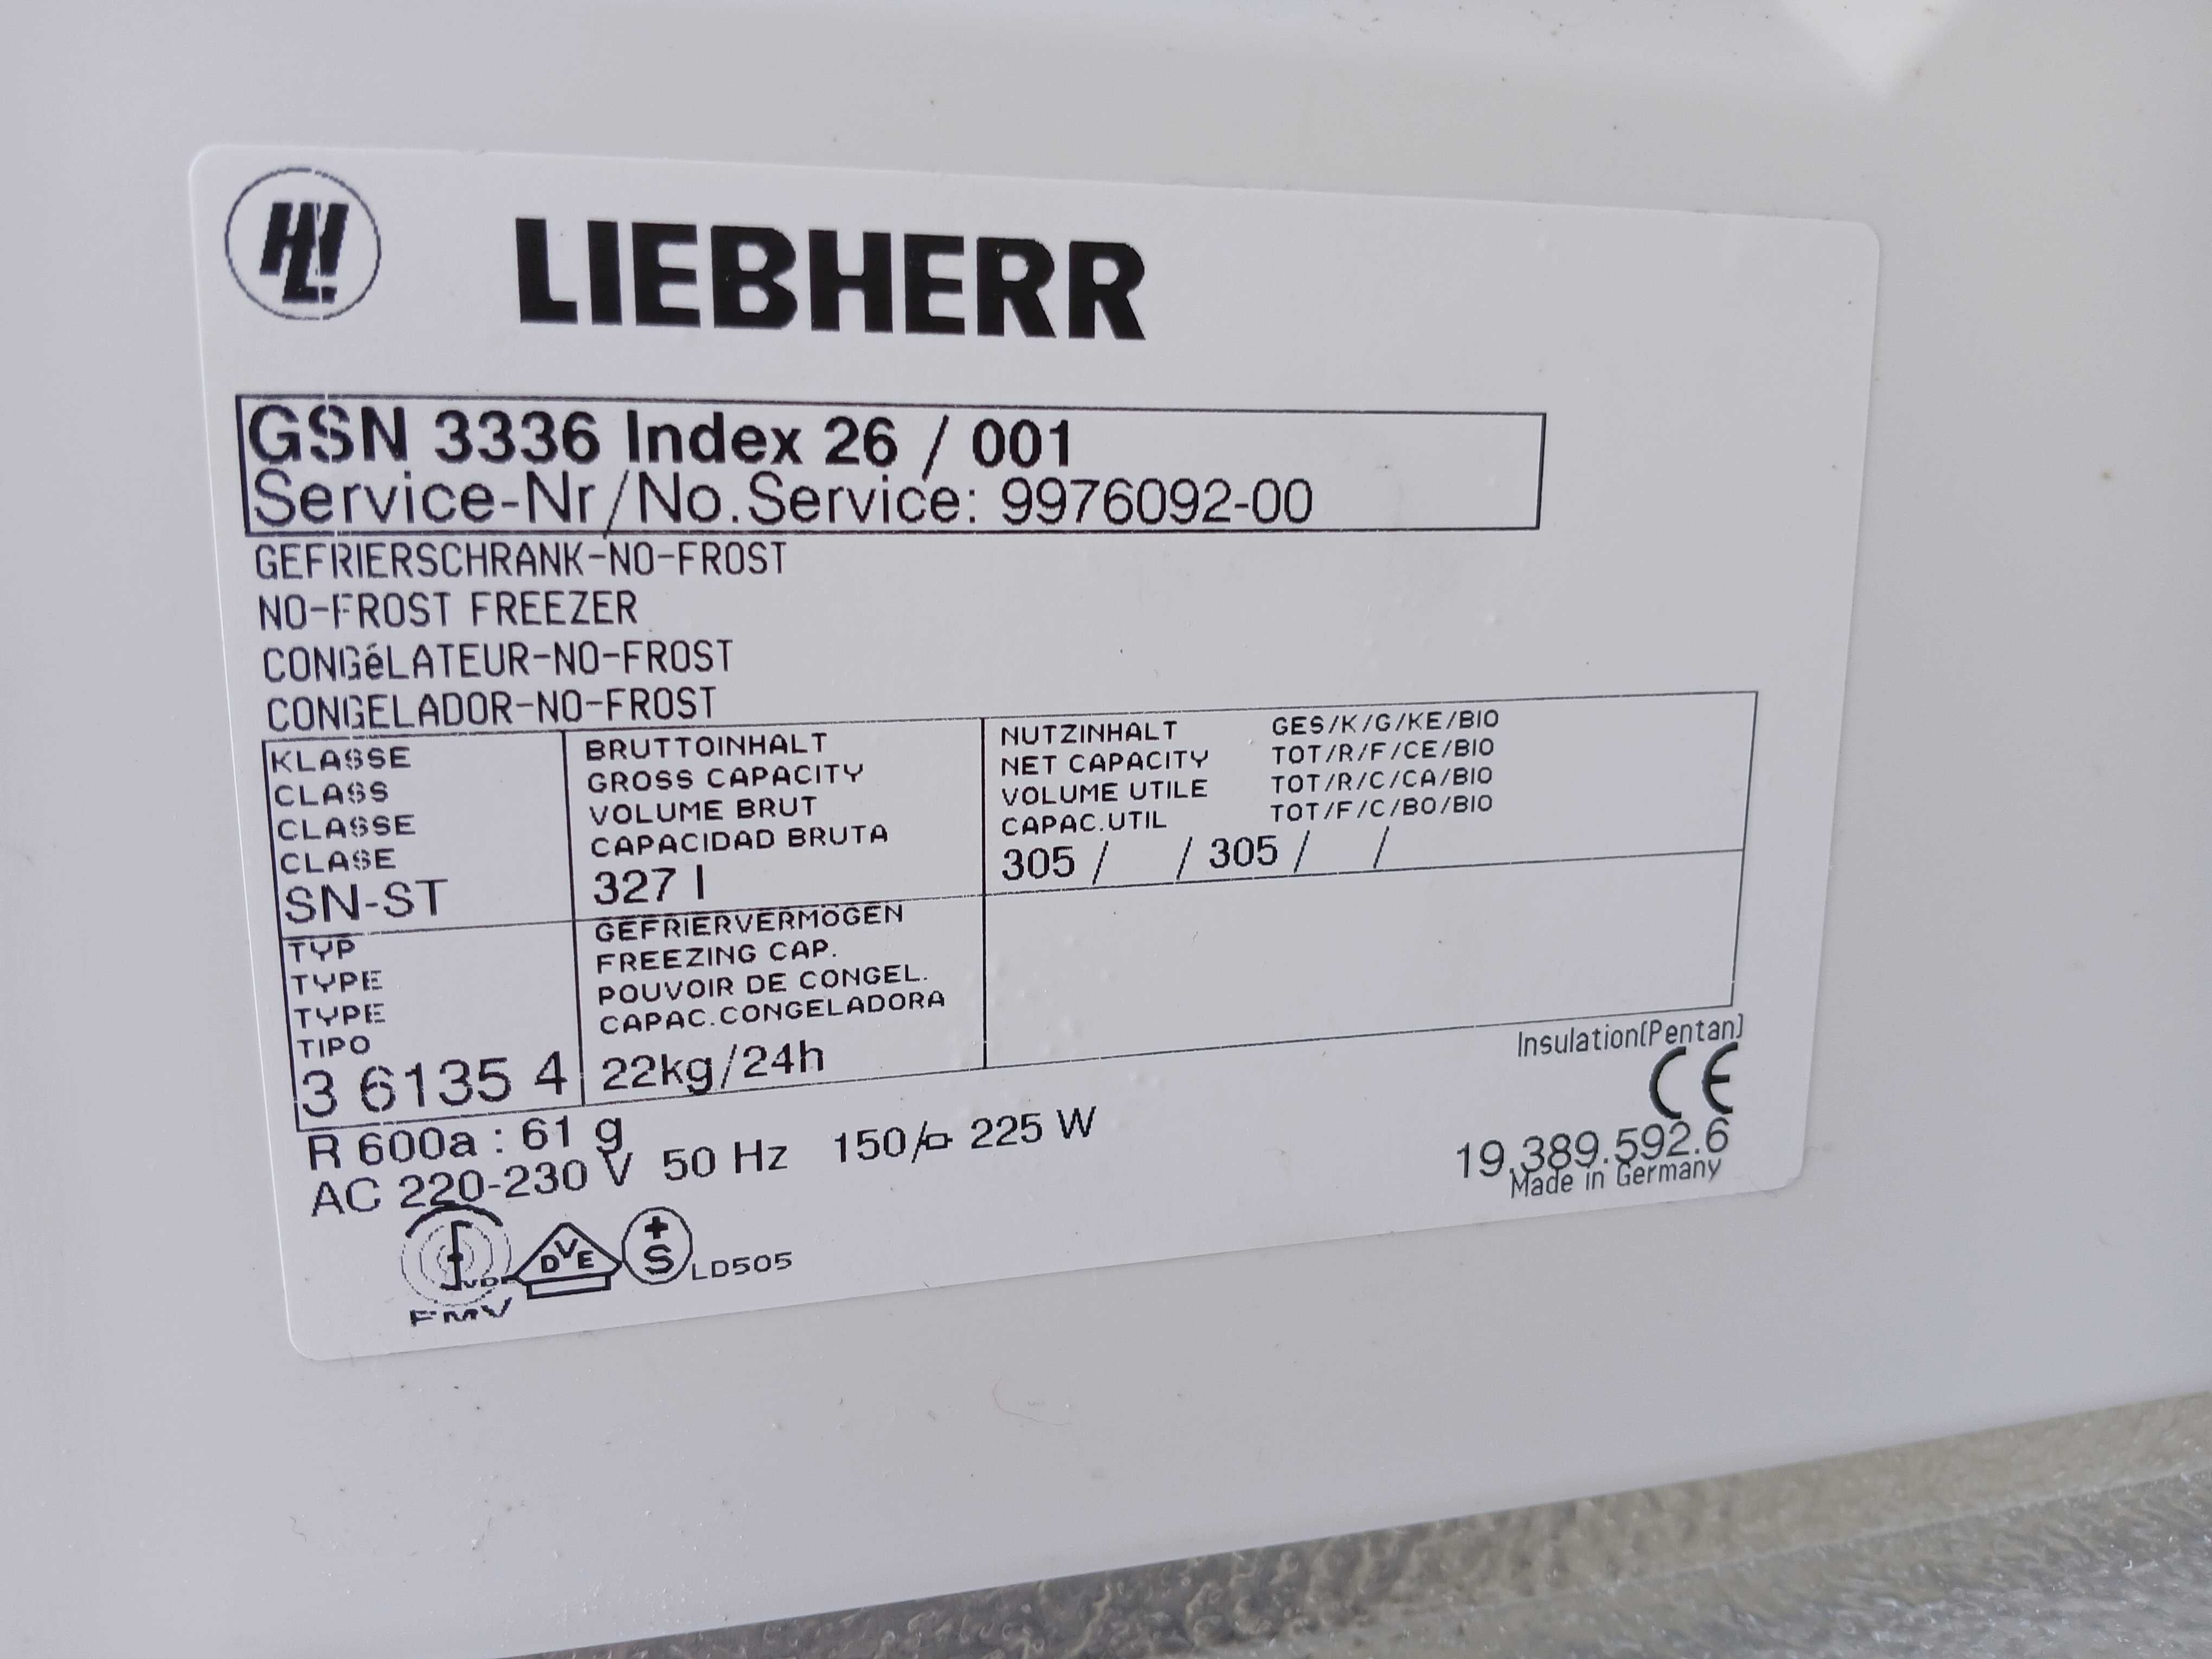 LIEBHERR
GSN 3336 Index 26 / 001
Service-Nr/No.Service: 9976092-00
GEFRIERSCHRANK-NO-FROST
NO-FROST FREEZER
CONGéLATEUR-NO-FROST
CONGELADOR-NO-FROST
KLASSE
CLASS
CLASSE
CLASE
SN-ST
BRUTTOINHALT
GROSS CAPACITY
VOLUME BRUT
CAPACIDAD BRUTA
327 l
NUTZINHALT GES/K/G/KE/BIO
NET CAPACITY TOT/R/F/CE/BIO
VOLUME UTILE TOT/R/C/CA/BIO
CAPAC.UTIL TOT/F/C/BO/BIO
305 / / 305 / /
TYP
TYPE
TYPE
TIPO
3 6135 4
GEFRIERVERMÖGEN
FREEZING CAP.
POUVOIR DE CONGEL.
CAPAC.CONGELADORA
22kg/24h
Insulation(Pentan)
CE
R 600a : 61 g
AC 220-230 V 50 Hz 150/ 225 W
19.389.592.6
Made in Germany
VDE
DVE
+
S
LD505
EMV